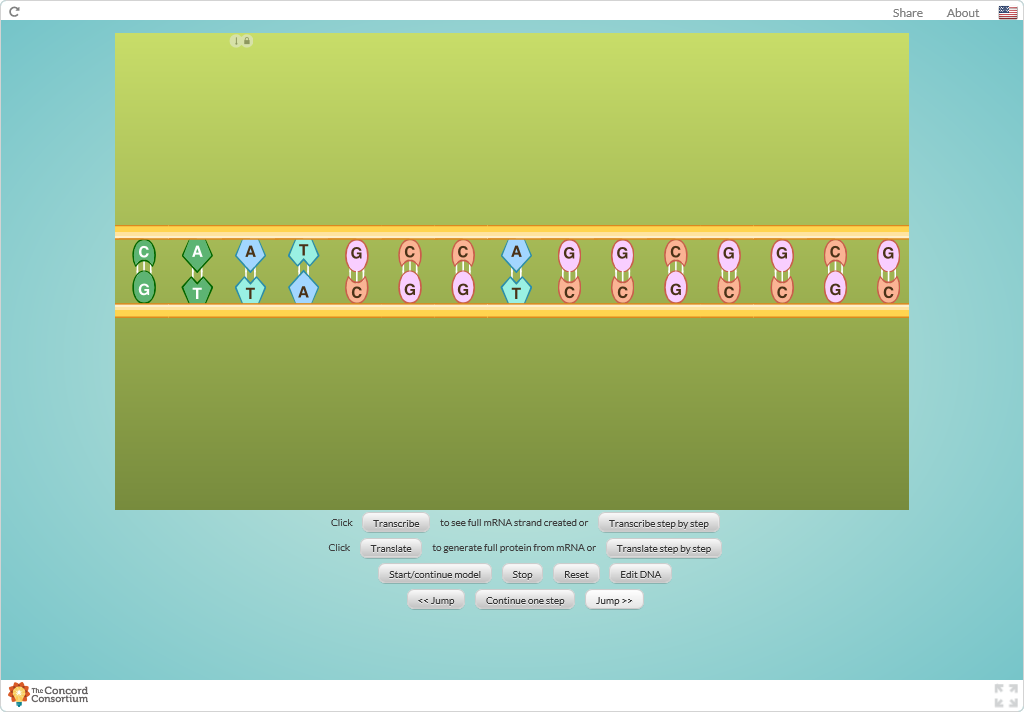 Share About
C A A T G C C A G G C G G C G
G T T A C G G T C C G C C G C
Click Transcribe to see full mRNA strand created or Transcribe step by step
Click Translate to generate full protein from mRNA or Translate step by step
Start/continue model Stop Reset Edit DNA
<< Jump Continue one step Jump >>
The Concord
Consortium